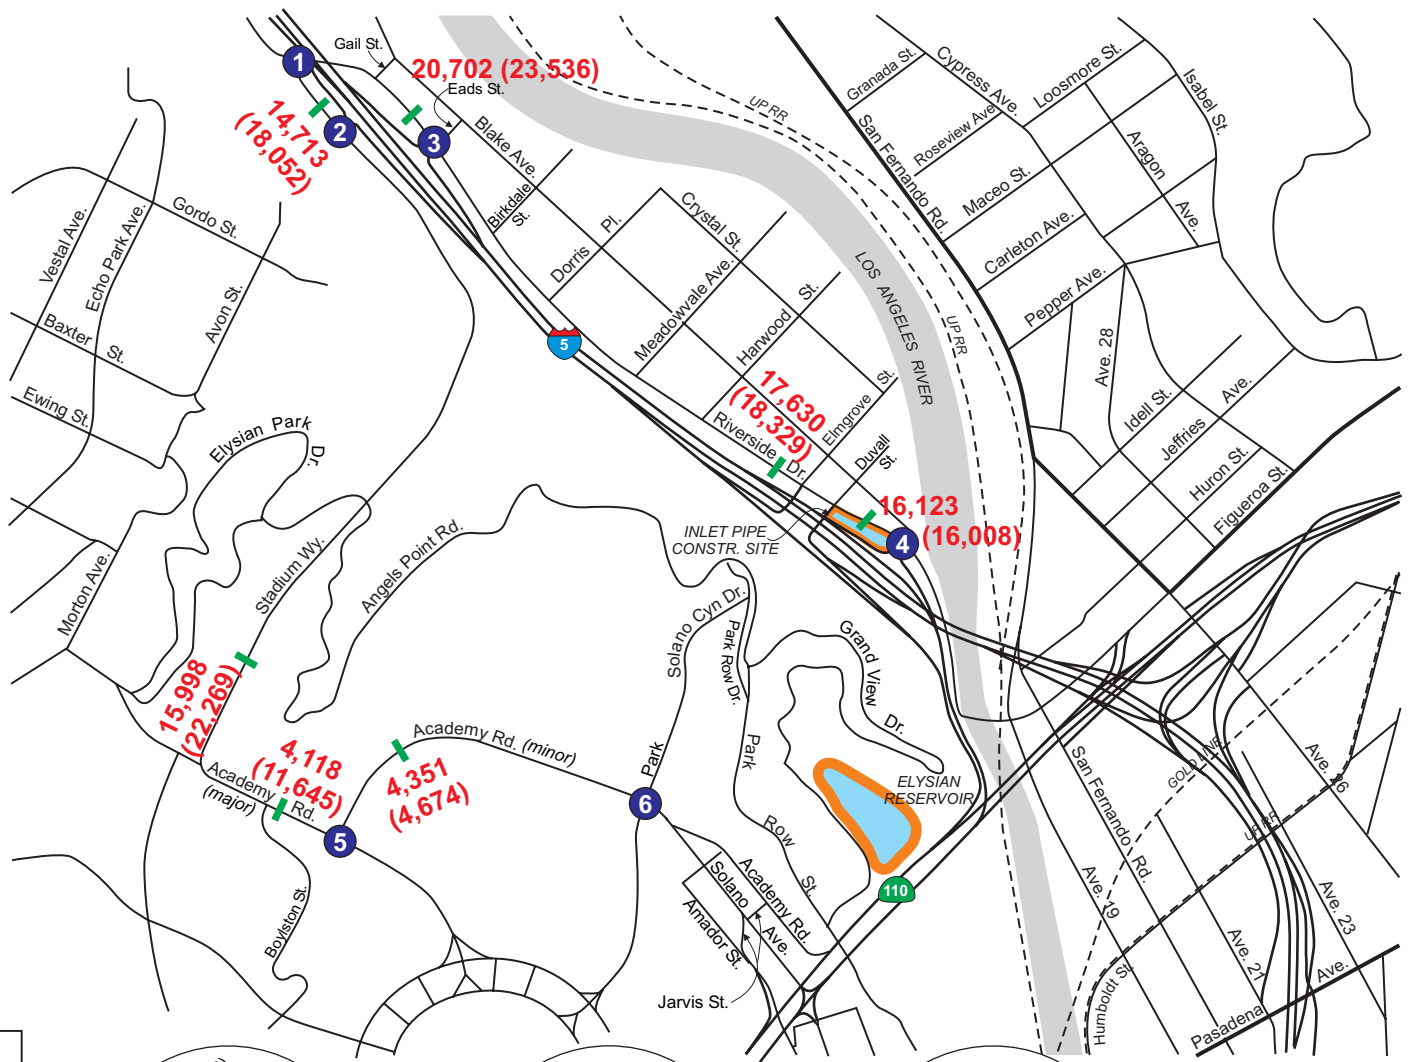 Gail St.
1
20,702 (23,536)
Eads St.
14,713
(18,052)
2
3
Blake Ave.
Birkdale
St.
UP RR
Granada St.
Cypress Ave.
Loosmore St.
Isabel St.
San Fernando Rd.
Roseview Ave.
Aragon
Ave.
Maceo St.
Carleton Ave.
Pepper Ave.
Vestal Ave.
Echo Park Ave.
Gordo St.
Avon St.
Baxter St.
Ewing St.
Dorris Pl.
Crystal St.
Meadowvale Ave.
Harwood St.
LOS ANGELES RIVER
UP RR
5
Ave. 28
Idell St.
Ave.
Jeffries
Huron St.
Figueroa St.
17,630
(18,329)
Elmgrove St.
Riverside Dr.
Duvall
St.
Elysian Park Dr.
16,123
(16,008)
4
INLET PIPE
CONSTR. SITE
Angels Point Rd.
Stadium Wy.
Morton Ave.
Solano Cyn Dr.
Park Row Dr.
Grand View Dr.
15,998
(22,269)
Academy Rd.
(major)
4,118
(11,645)
4,351
(4,674)
Academy Rd. (minor)
Park
5
6
Park Row St.
ELYSIAN
RESERVOIR
110
Boylston St.
Solano Ave.
Academy Rd.
Amador St.
Jarvis St.
San Fernando Rd.
GOLD LINE
UP RR
Ave. 26
Ave. 19
Ave. 21
Ave. 23
Humboldt St.
Pasadena Ave.